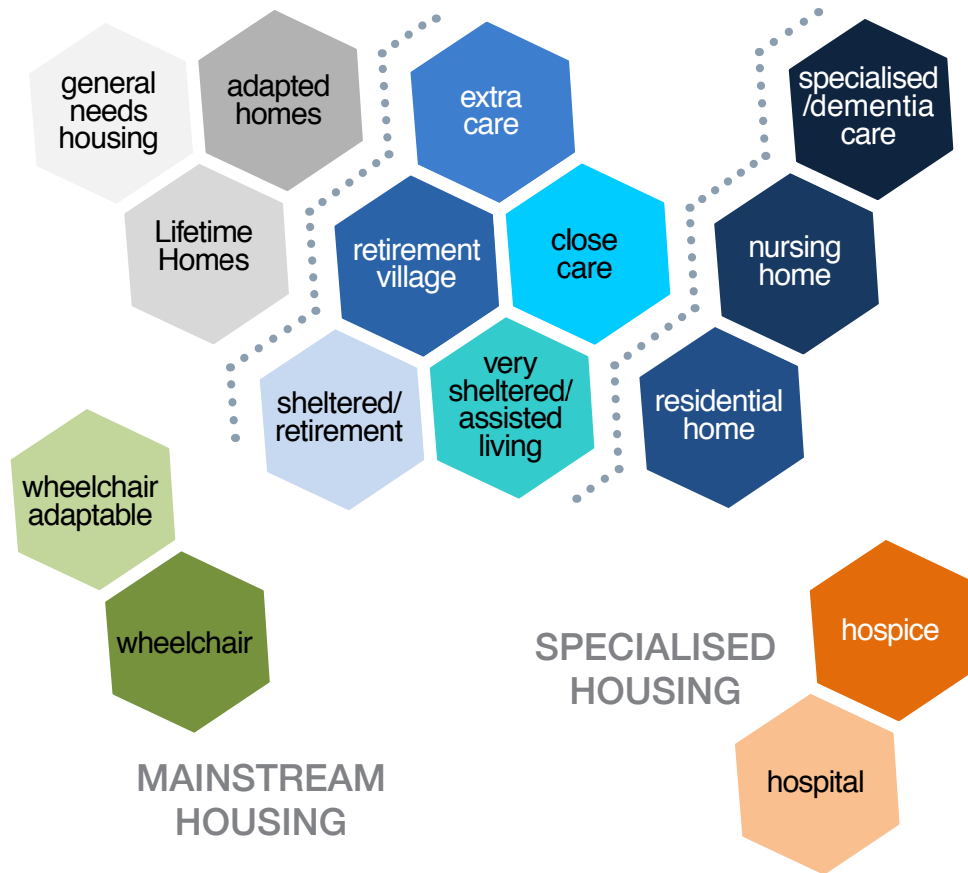 general
needs
housing
adapted
homes
Lifetime
Homes
extra
care
retirement
village
close
care
sheltered/
retirement
very
sheltered/
assisted
living
specialised
/dementia
care
nursing
home
residential
home
wheelchair
adaptable
wheelchair
MAINSTREAM
HOUSING
SPECIALISED
HOUSING
hospice
hospital